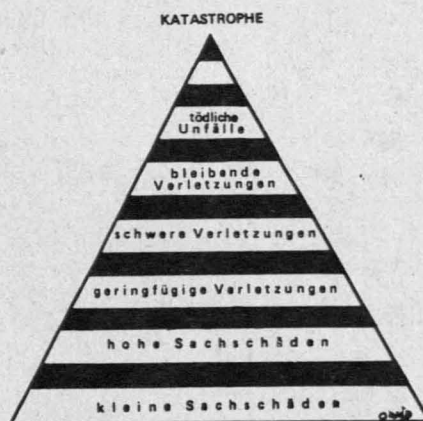 KATASTROPHE
tödliche
Unfälle
bleibende
Verletzungen
schwere Verletzungen
geringfügige Verletzungen
hohe Sachschäden
kleine Sachschäden